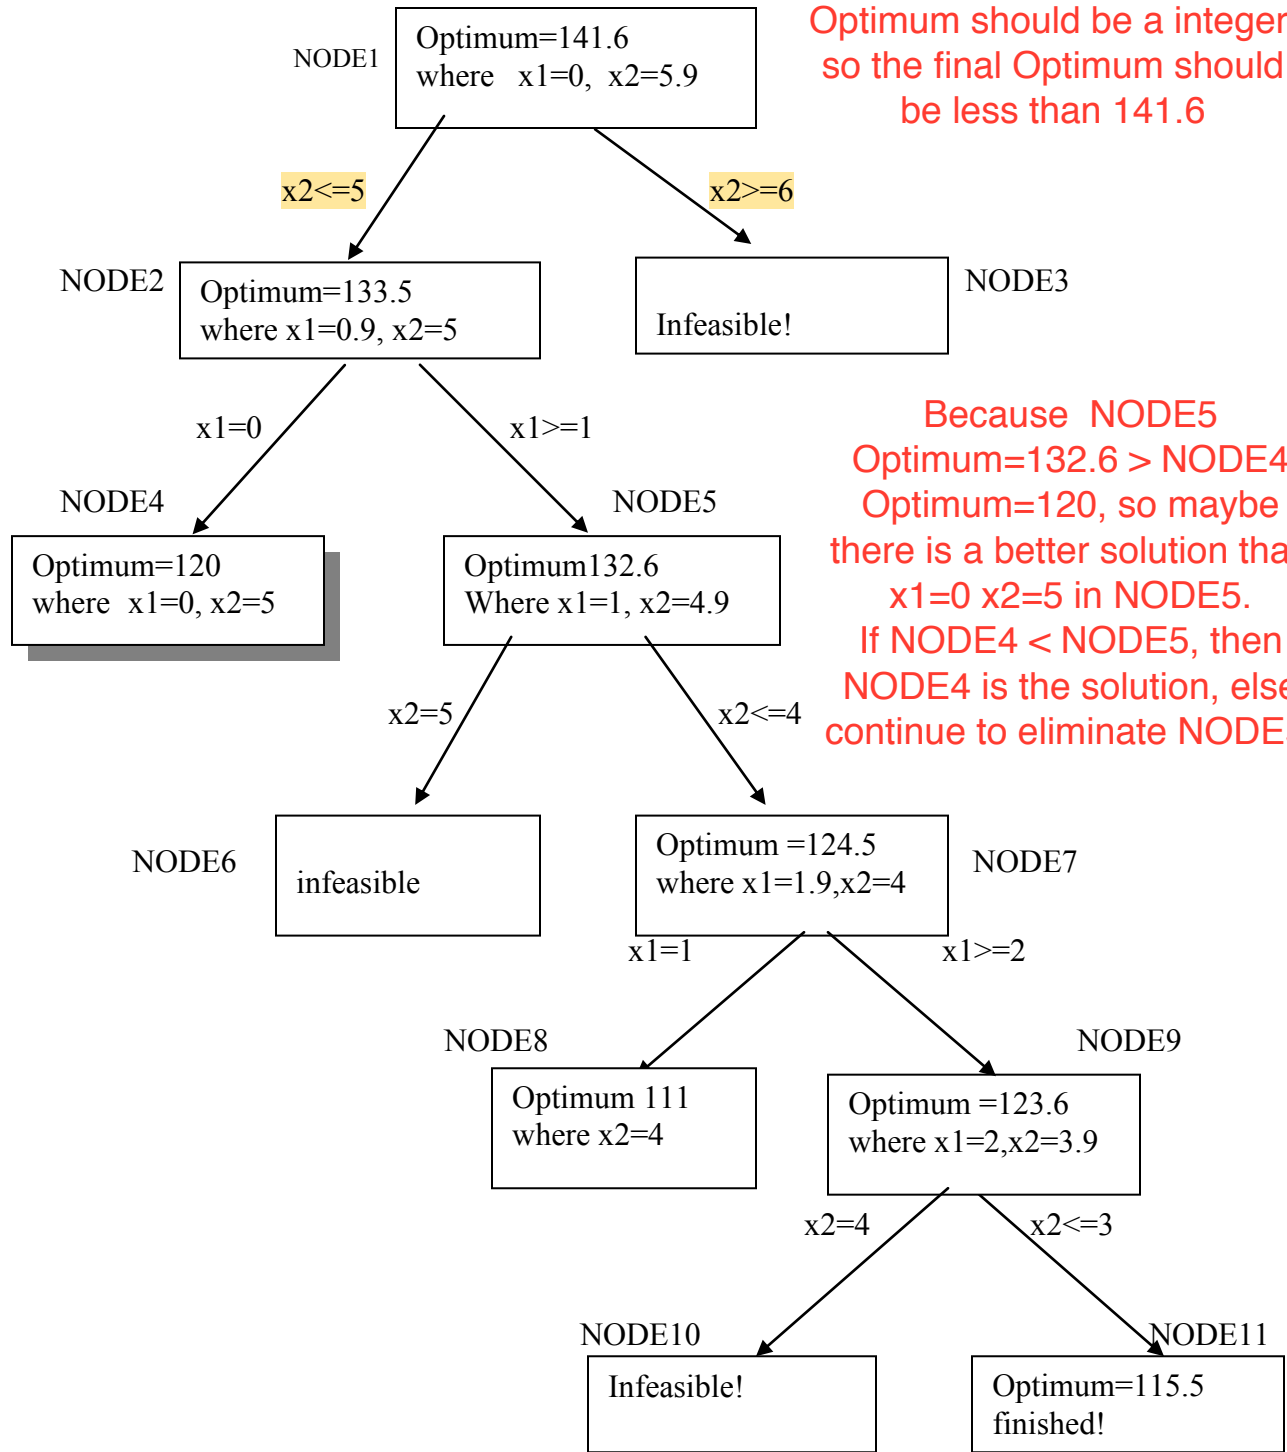 NODE1
Optimum=141.6
where x1=0, x2=5.9
Optimum should be a integer
so the final Optimum should
be less than 141.6
x2<=5
x2>=6
NODE2
Optimum=133.5
where x1=0.9, x2=5
Infeasible!
NODE3
x1=0
x1>=1
Because NODE5
Optimum=132.6 > NODE4
Optimum=120, so maybe
there is a better solution
x1=0 x2=5 in NODE5.
If NODE4 < NODE5, then
NODE4 is the solution, else
continue to eliminate
NODE4
NODE5
Optimum=120
where x1=0, x2=5
Optimum132.6
Where x1=1, x2=4.9
x2=5
x2<=4
NODE6
infeasible
Optimum =124.5
where x1=1.9,x2=4
NODE7
x1=1
x1>=2
NODE8
NODE9
Optimum 111
where x2=4
Optimum =123.6
where x1=2,x2=3.9
x2=4
x2<=3
NODE10
NODE11
Infeasible!
Optimum=115.5
finished!